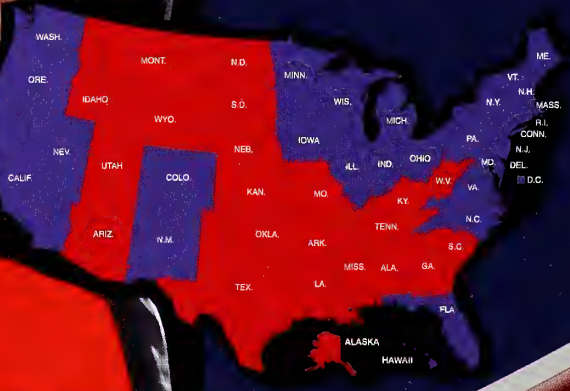 WASH.
ORE.
CALIF.
NEV.
IDAHO
MONT.
WYO.
UTAH
ARIZ.
COLO.
N.M.
N.D.
S.D.
NEB.
KAN.
OKLA.
TEX.
MINN.
IOWA
MO.
ARK.
LA.
WIS.
ILL.
MICH.
IND.
OHIO
KY.
TENN.
MISS.
ALA.
GA.
FLA
S.C.
N.C.
VA.
W.V.
PA.
N.Y.
VT.
N.H.
ME.
MASS.
R.I.
CONN.
N.J.
MD.
DEL.
D.C.
ALASKA
HAWAII